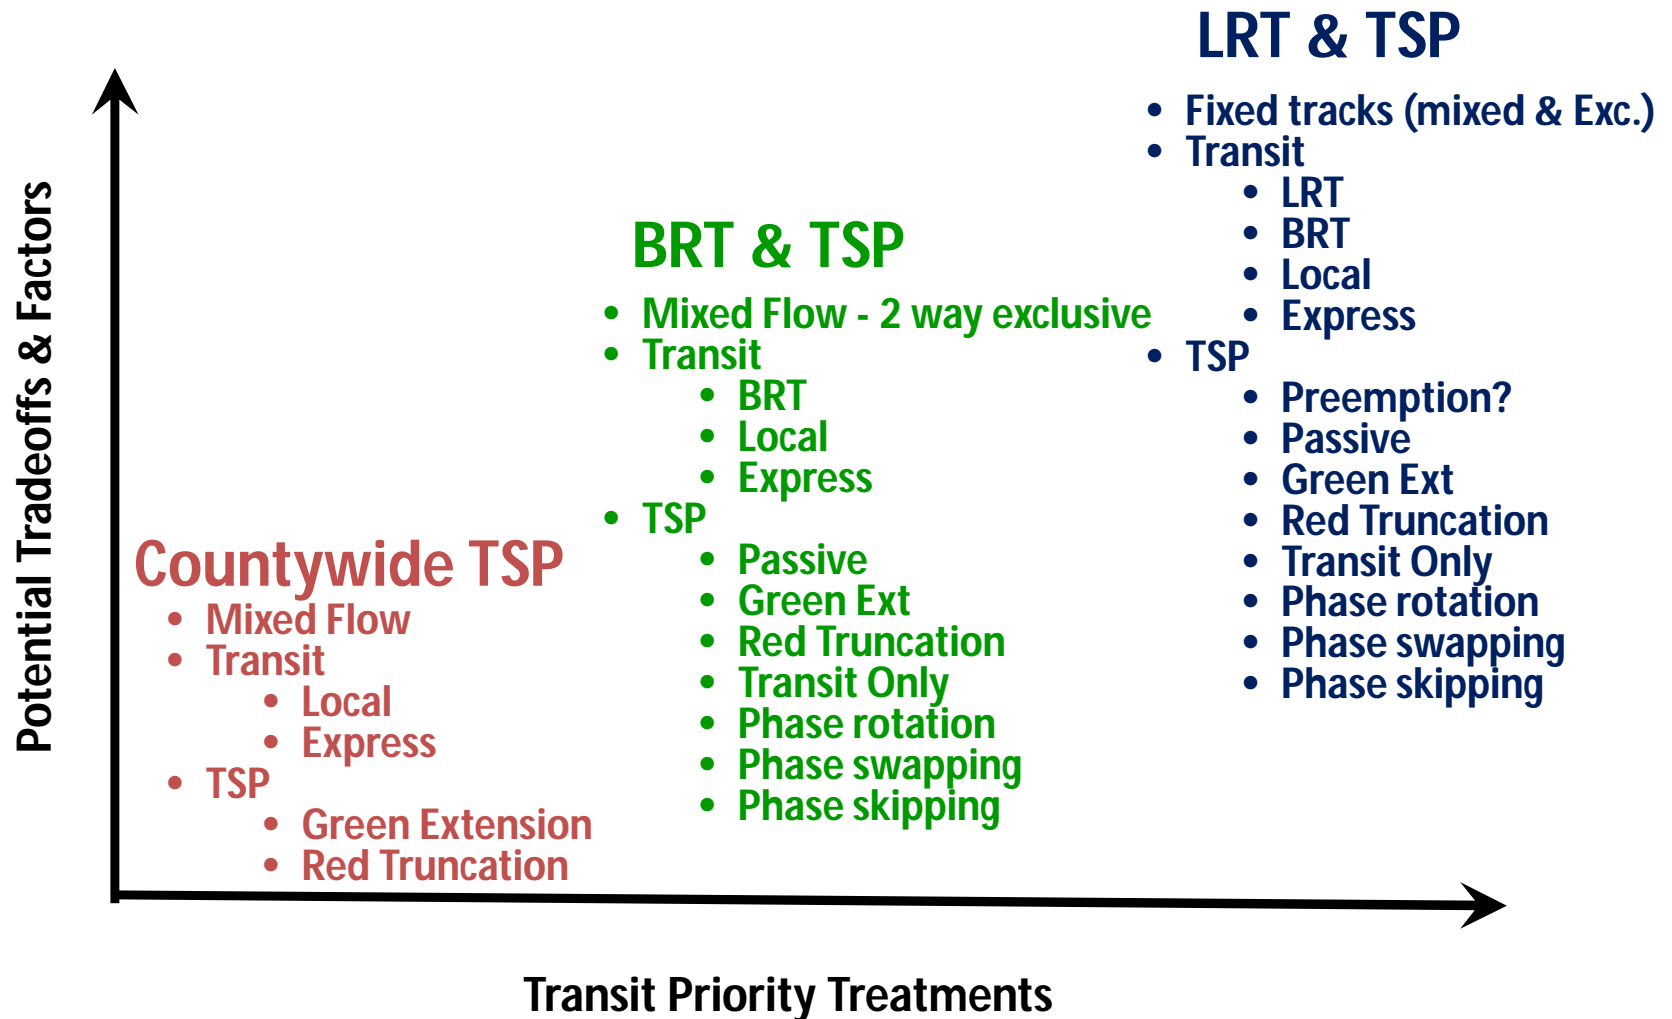 Potential Tradeoffs & Factors
Countywide TSP
• Mixed Flow
• Transit
• Local
• Express
• TSP
• Green Extension
• Red Truncation
BRT & TSP
• Mixed Flow - 2 way exclusive
• Transit
• BRT
• Local
• Express
• TSP
• Passive
• Green Ext
• Red Truncation
• Transit Only
• Phase rotation
• Phase swapping
• Phase skipping
LRT & TSP
• Fixed tracks (mixed & Exc.)
• Transit
• LRT
• BRT
• Local
• Express
• TSP
• Preemption?
• Passive
• Green Ext
• Red Truncation
• Transit Only
• Phase rotation
• Phase swapping
• Phase skipping
Transit Priority Treatments